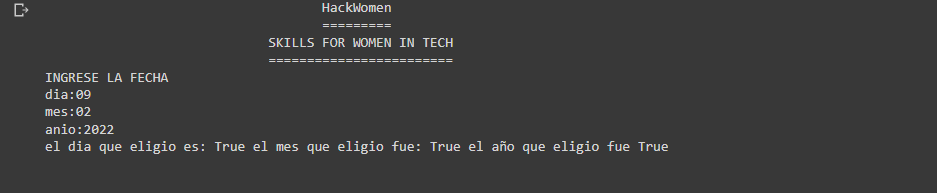 HackWomen
=========
SKILLS FOR WOMEN IN TECH
========================
INGRESE LA FECHA
dia:09
mes:02
anio:2022
el dia que eligio es: True el mes que eligio fue: True el año que eligio fue True